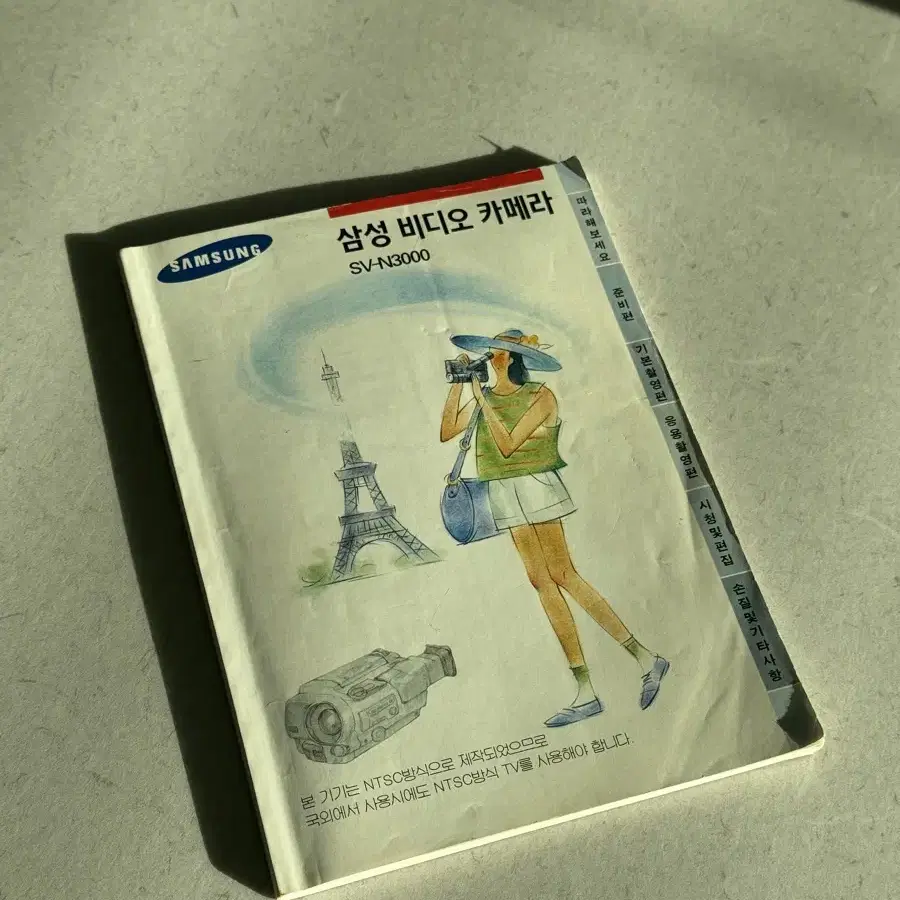 SAMSUNG
삼성 비디오 카메라
SV-N3000
따라해보세요
준비편
기본촬영편
응용촬영편
시청및편집
손질및기타사항
본 기기는 NTSC방식으로 제작되었으므로
국외에서 사용시에도 NTSC방식 TV를 사용해야 합니다.